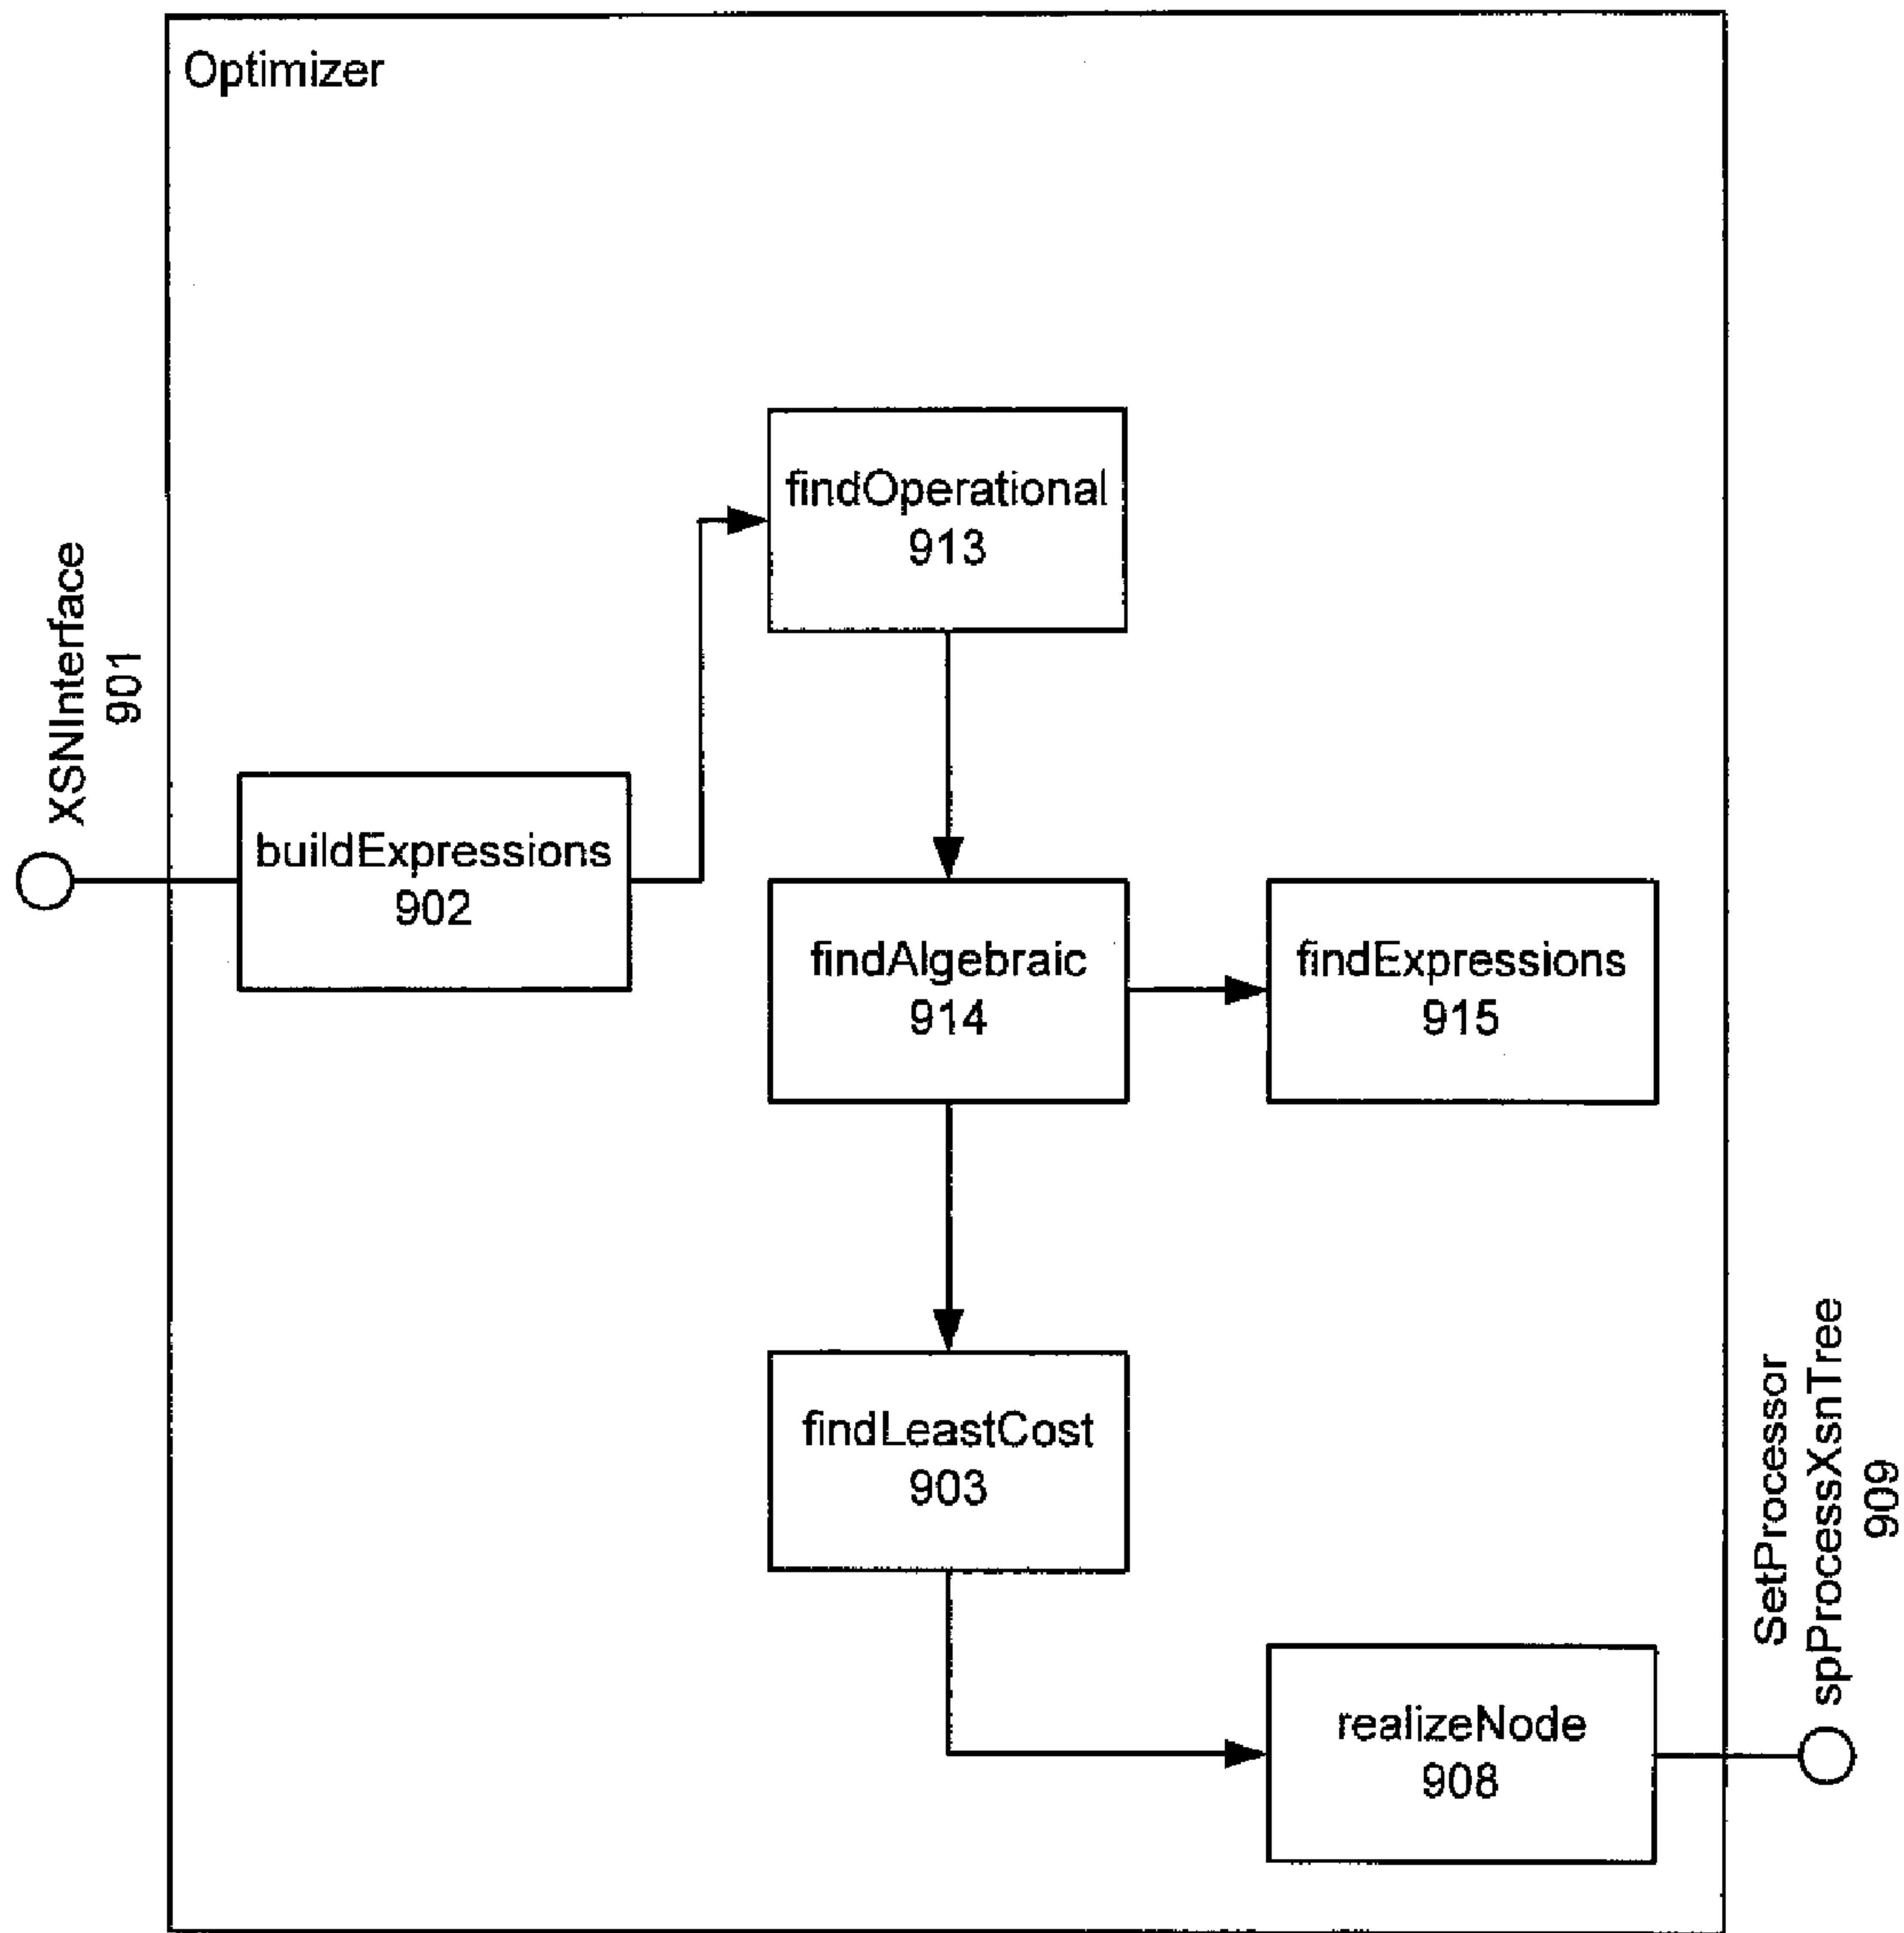 Optimizer
findOperational
913
XSNInterface
901
buildExpressions
902
findAlgebraic
914
findExpressions
915
findLeastCost
903
SetProcessor
spProcessXsnTree
909
realizeNode
908